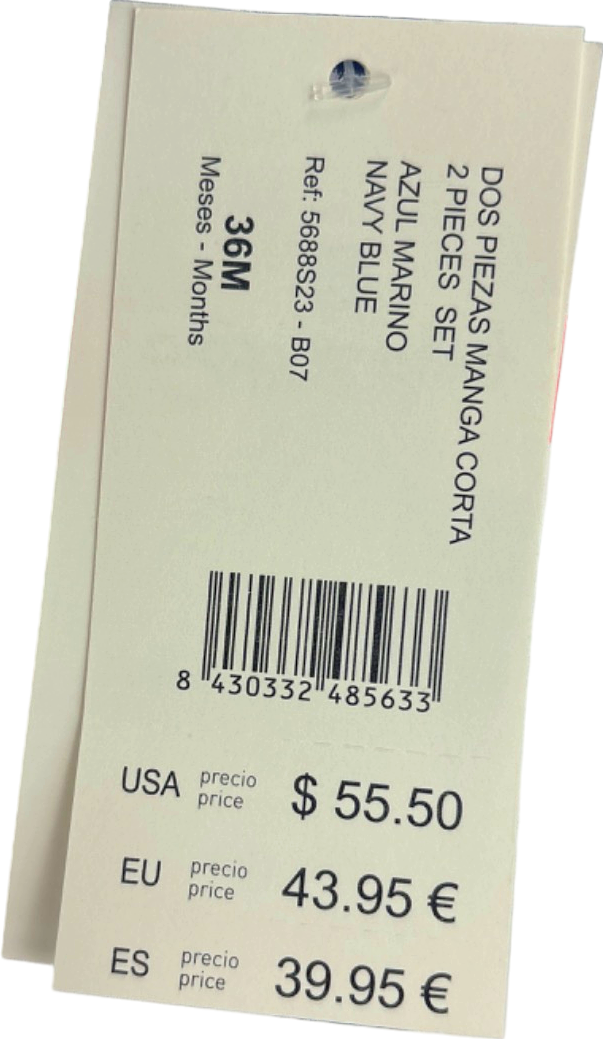 DOS PIEZAS MANGA CORTA
2 PIECES SET
AZUL MARINO
NAVY BLUE
Ref: 5688S23 - B07
36M
Meses - Months
8 430332 485633
USA precio price $ 55.50
EU precio price 43.95 €
ES precio price 39.95 €